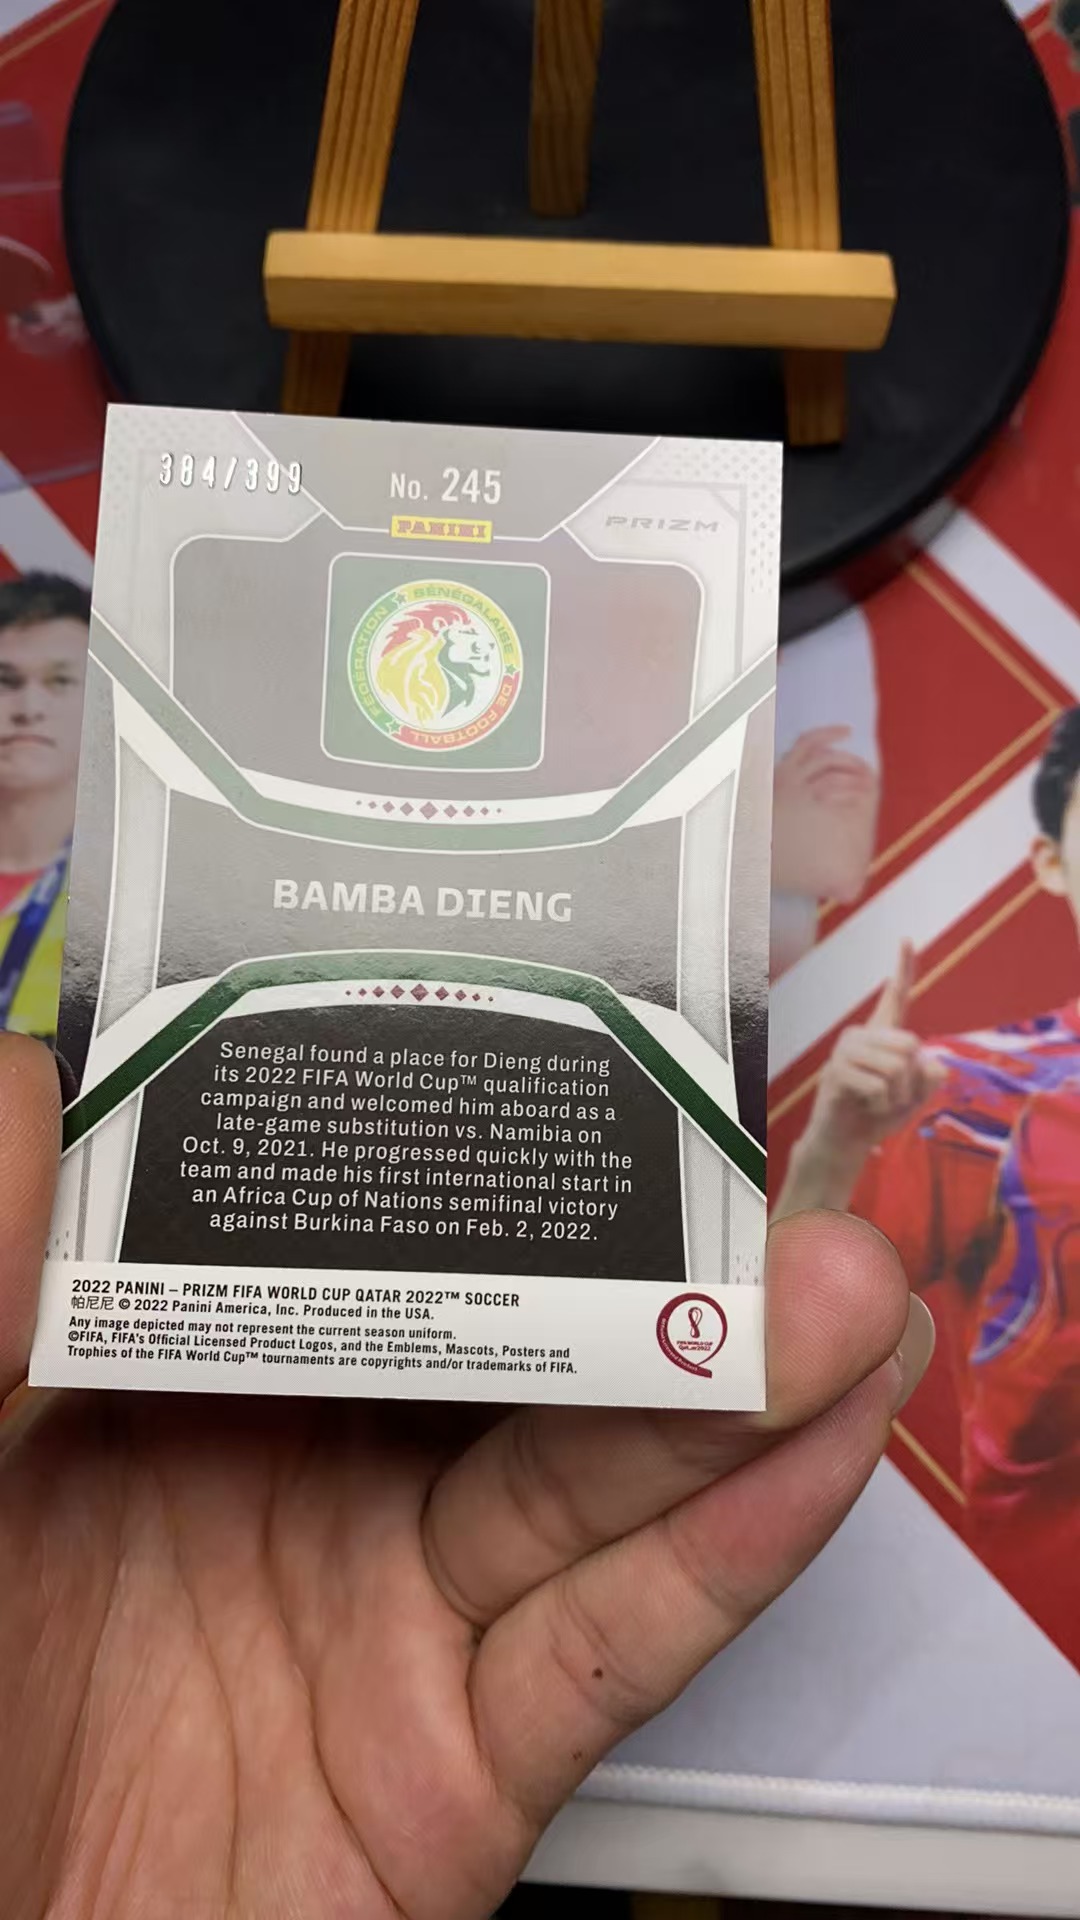 384/399
No. 245
PANINI
PRIZM
FÉDÉRATION SÉNÉGALAISE DE FOOTBALL
BAMBA DIENG
Senegal found a place for Dieng during
its 2022 FIFA World Cup™ qualification
campaign and welcomed him aboard as a
late-game substitution vs. Namibia on
Oct. 9, 2021. He progressed quickly with the
team and made his first international start in
an Africa Cup of Nations semifinal victory
against Burkina Faso on Feb. 2, 2022.
2022 PANINI – PRIZM FIFA WORLD CUP QATAR 2022™ SOCCER
帕尼尼 © 2022 Panini America, Inc. Produced in the USA.
Any image depicted may not represent the current season uniform.
©FIFA, FIFA's Official Licensed Product Logos, and the Emblems, Mascots, Posters and
Trophies of the FIFA World Cup™ tournaments are copyrights and/or trademarks of FIFA.
FIFA WORLD CUP
Qatar2022